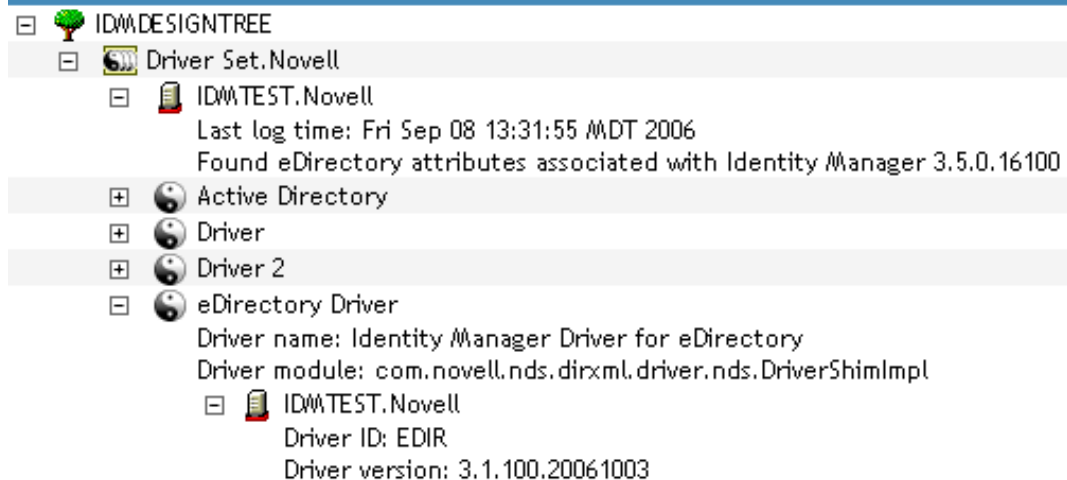 IDMDESIGNTREE
Driver Set.Novell
IDMTEST.Novell
Last log time: Fri Sep 08 13:31:55 MDT 2006
Found eDirectory attributes associated with Identity Manager 3.5.0.16100
Active Directory
Driver
Driver 2
eDirectory Driver
Driver name: Identity Manager Driver for eDirectory
Driver module: com.novell.nds.dirxml.driver.nds.DriverShimImpl
IDMTEST.Novell
Driver ID: EDIR
Driver version: 3.1.100.20061003